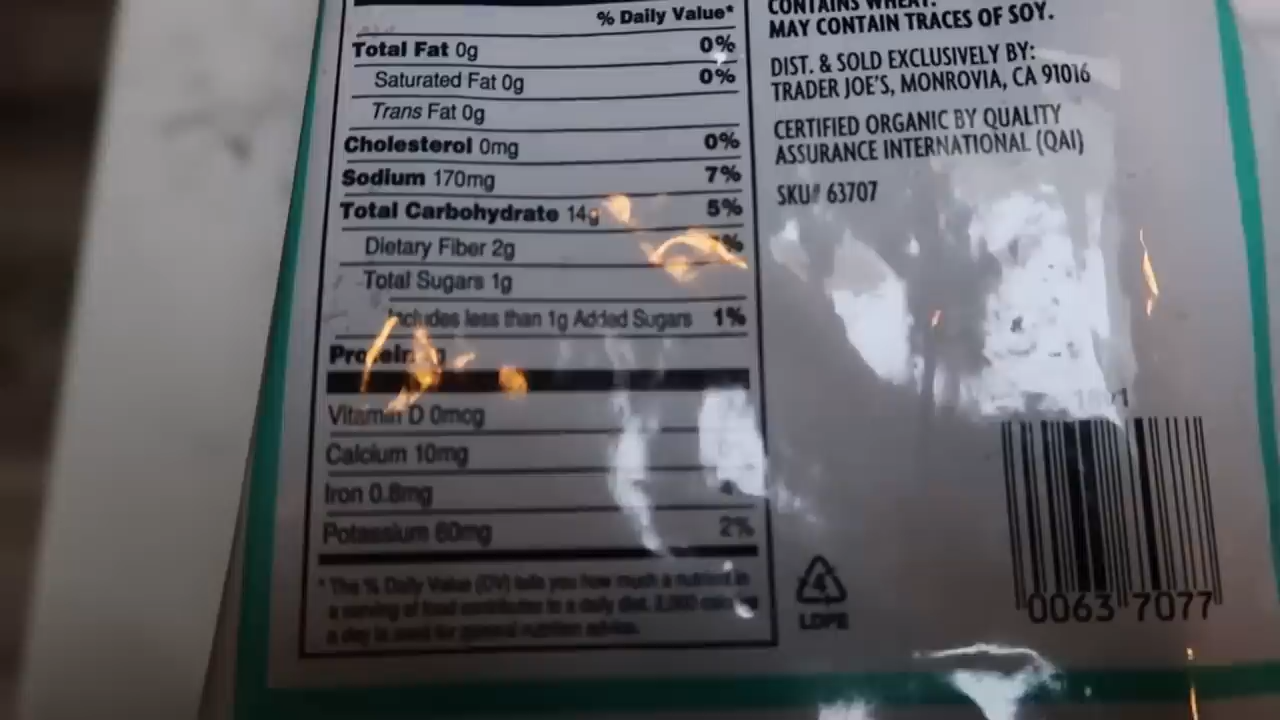 % Daily Value*
Total Fat 0g 0%
Saturated Fat 0g 0%
Trans Fat 0g
Cholesterol 0mg 0%
Sodium 170mg 7%
Total Carbohydrate 14g 5%
Dietary Fiber 2g %
Total Sugars 1g
Includes less than 1g Added Sugars 1%
Protein
Vitamin D 0mcg
Calcium 10mg
Iron 0.8mg
Potassium 60mg 2%
* The % Daily Value (DV) tells you how much a nutrient in
a serving of food contributes to a daily diet. 2,000
a day is used for general nutrition advice.
CONTAINS WHEAT.
MAY CONTAIN TRACES OF SOY.
DIST. & SOLD EXCLUSIVELY BY:
TRADER JOE'S, MONROVIA, CA 91016
CERTIFIED ORGANIC BY QUALITY
ASSURANCE INTERNATIONAL (QAI)
SKU# 63707
4
LDPE
0063 7077